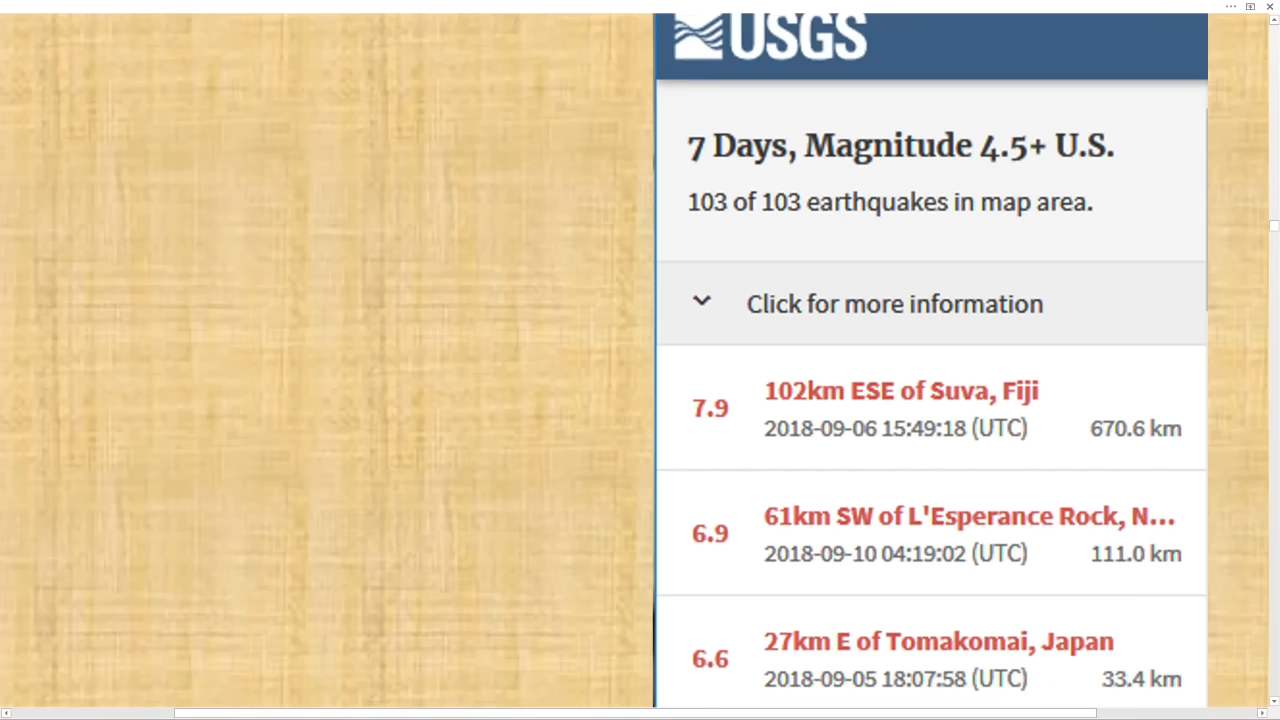 USGS
7 Days, Magnitude 4.5+ U.S.
103 of 103 earthquakes in map area.
Click for more information
7.9
102km ESE of Suva, Fiji
2018-09-06 15:49:18 (UTC) 670.6 km
6.9
61km SW of L'Esperance Rock, N...
2018-09-10 04:19:02 (UTC) 111.0 km
6.6
27km E of Tomakomai, Japan
2018-09-05 18:07:58 (UTC) 33.4 km